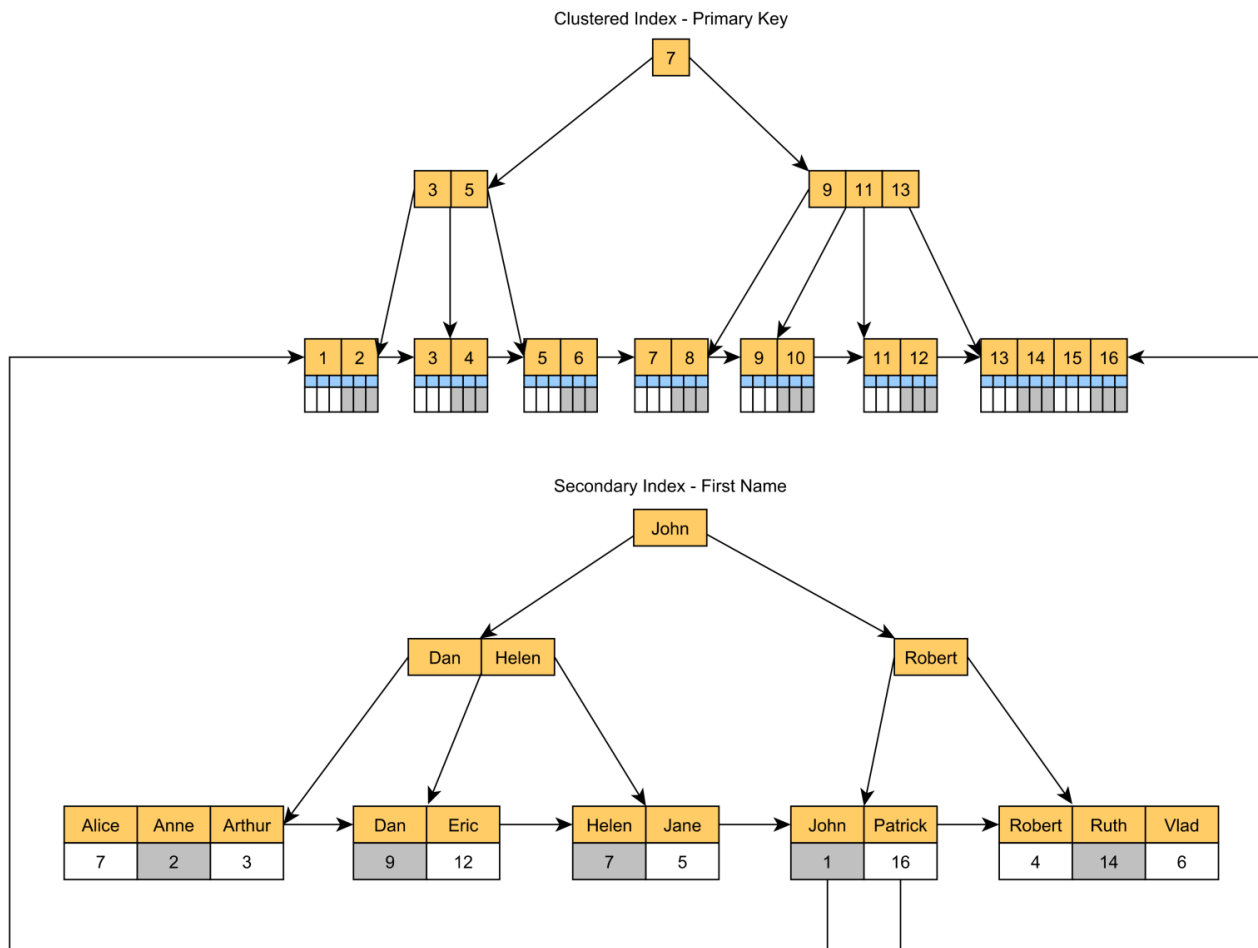 Clustered Index - Primary Key
7
3 5 9 11 13
1 2 3 4 5 6 7 8 9 10 11 12 13 14 15 16
Secondary Index - First Name
John
Dan Helen Robert
Alice Anne Arthur Dan Eric Helen Jane John Patrick Robert Ruth Vlad
7 2 3 9 12 7 5 1 16 4 14 6